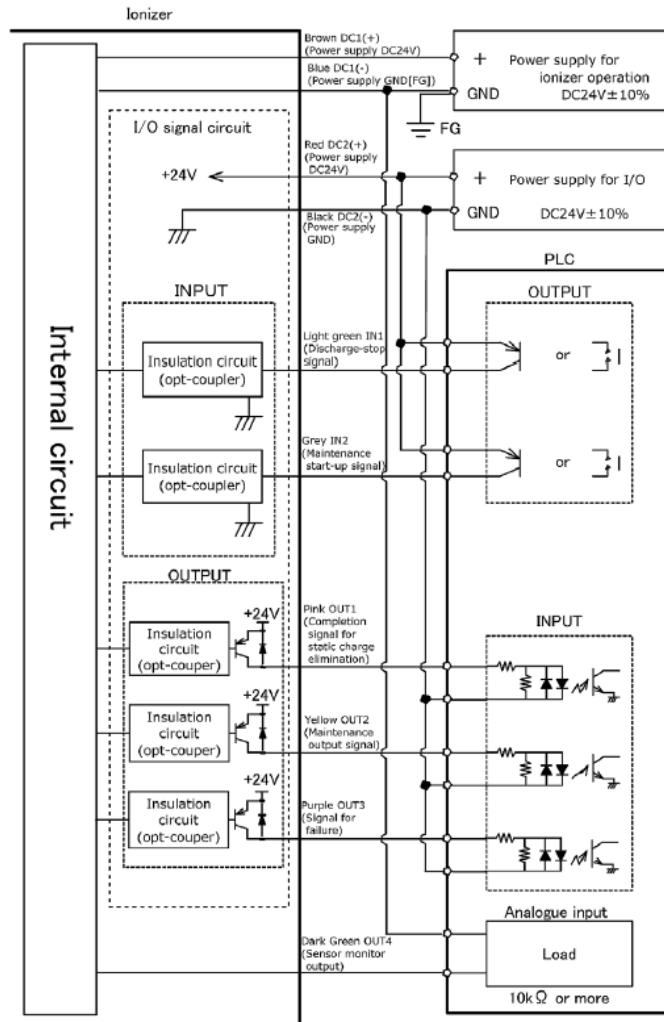 Ionizer
Brown DC1(+)
(Power supply DC24V)
Blue DC1(-)
(Power supply GND[FG])
+ Power supply for
ionizer operation
GND DC24V±10%
FG
I/O signal circuit
Red DC2(+)
(Power supply
DC24V)
+24V
+ Power supply for I/O
GND DC24V±10%
Black DC2(-)
(Power supply
GND)
PLC
INPUT
OUTPUT
Internal circuit
Light green IN1
(Discharge-stop
signal)
Insulation circuit
(opt-coupler)
or
Grey IN2
(Maintenance
start-up signal)
Insulation circuit
(opt-coupler)
or
OUTPUT
INPUT
+24V
Pink OUT1
(Completion
signal for
static charge
elimination)
Insulation
circuit
(opt-couper)
+24V
Yellow OUT2
(Maintenance
output signal)
Insulation
circuit
(opt-couper)
+24V
Purple OUT3
(Signal for
failure)
Insulation
circuit
(opt-couper)
Analogue input
Dark Green OUT4
(Sensor monitor
output)
Load
10kΩ or more